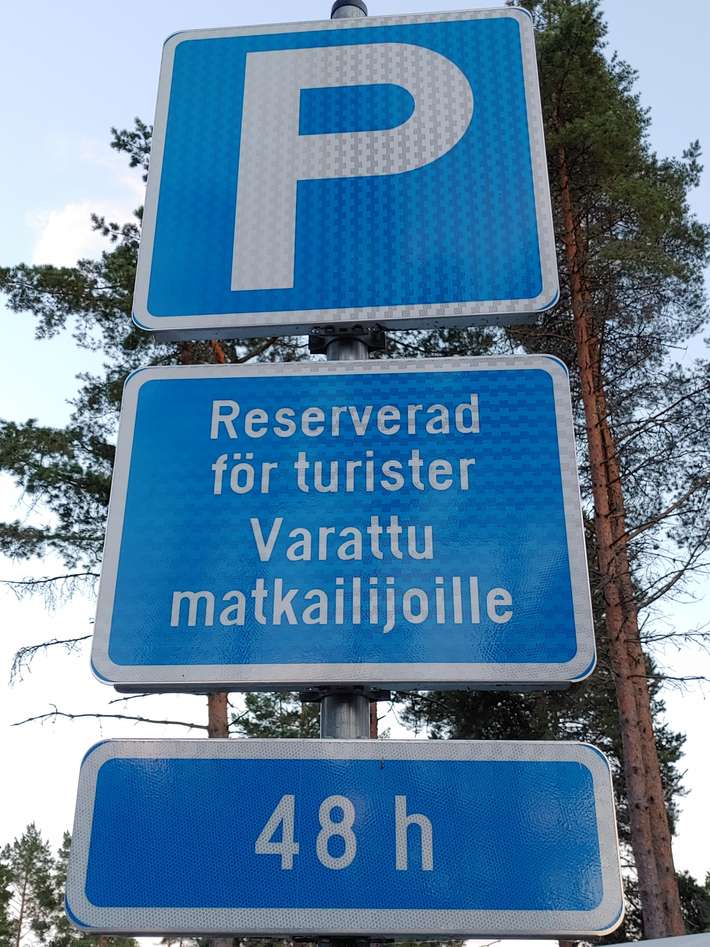 P
Reserverad
för turister
Varattu
matkailijoille
48 h